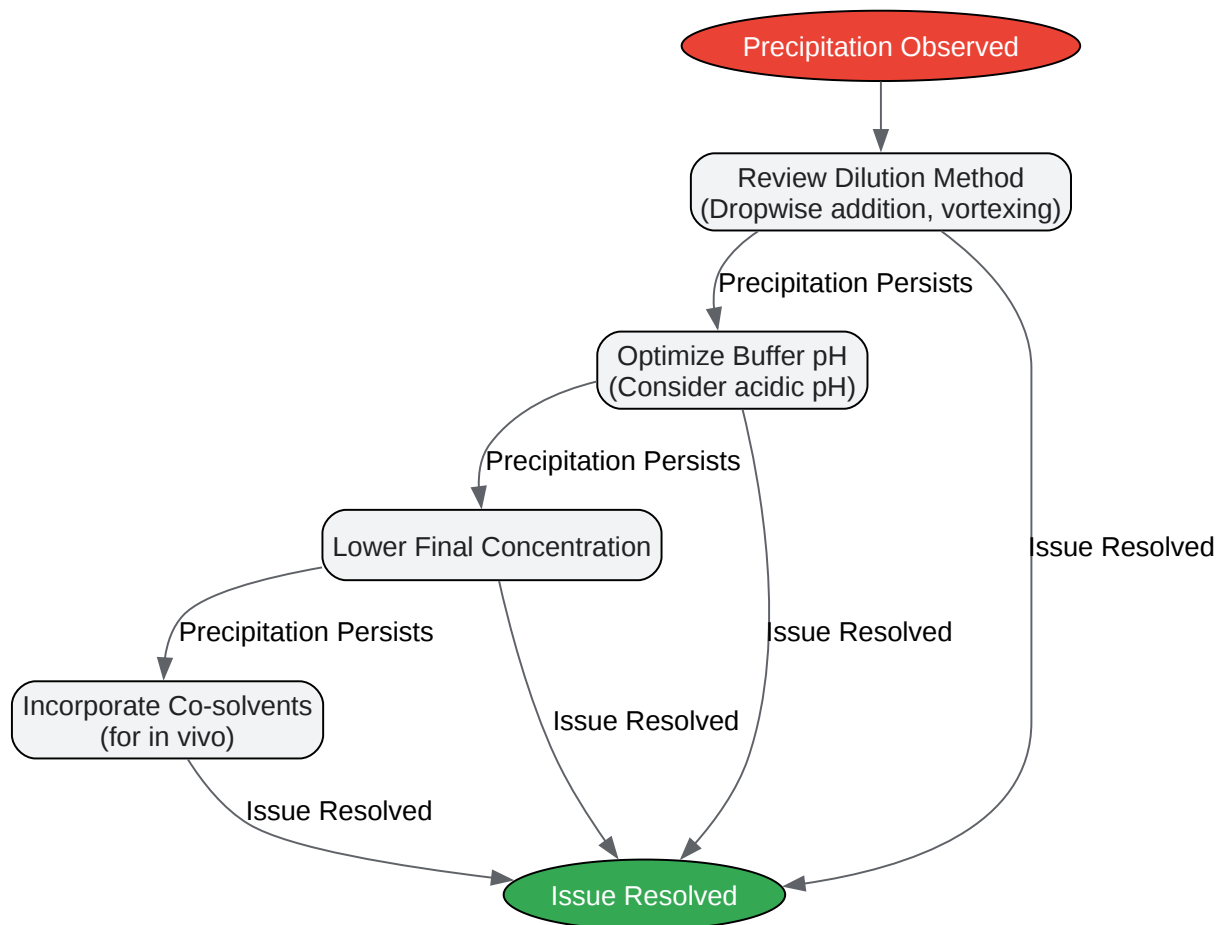 Precipitation Observed
Review Dilution Method
(Dropwise addition, vortexing)
Precipitation Persists
Optimize Buffer pH
(Consider acidic pH)
Precipitation Persists
Lower Final Concentration
Issue Resolved
Precipitation Persists
Issue Resolved
Incorporate Co-solvents
(for in vivo)
Issue Resolved
Issue Resolved
Issue Resolved